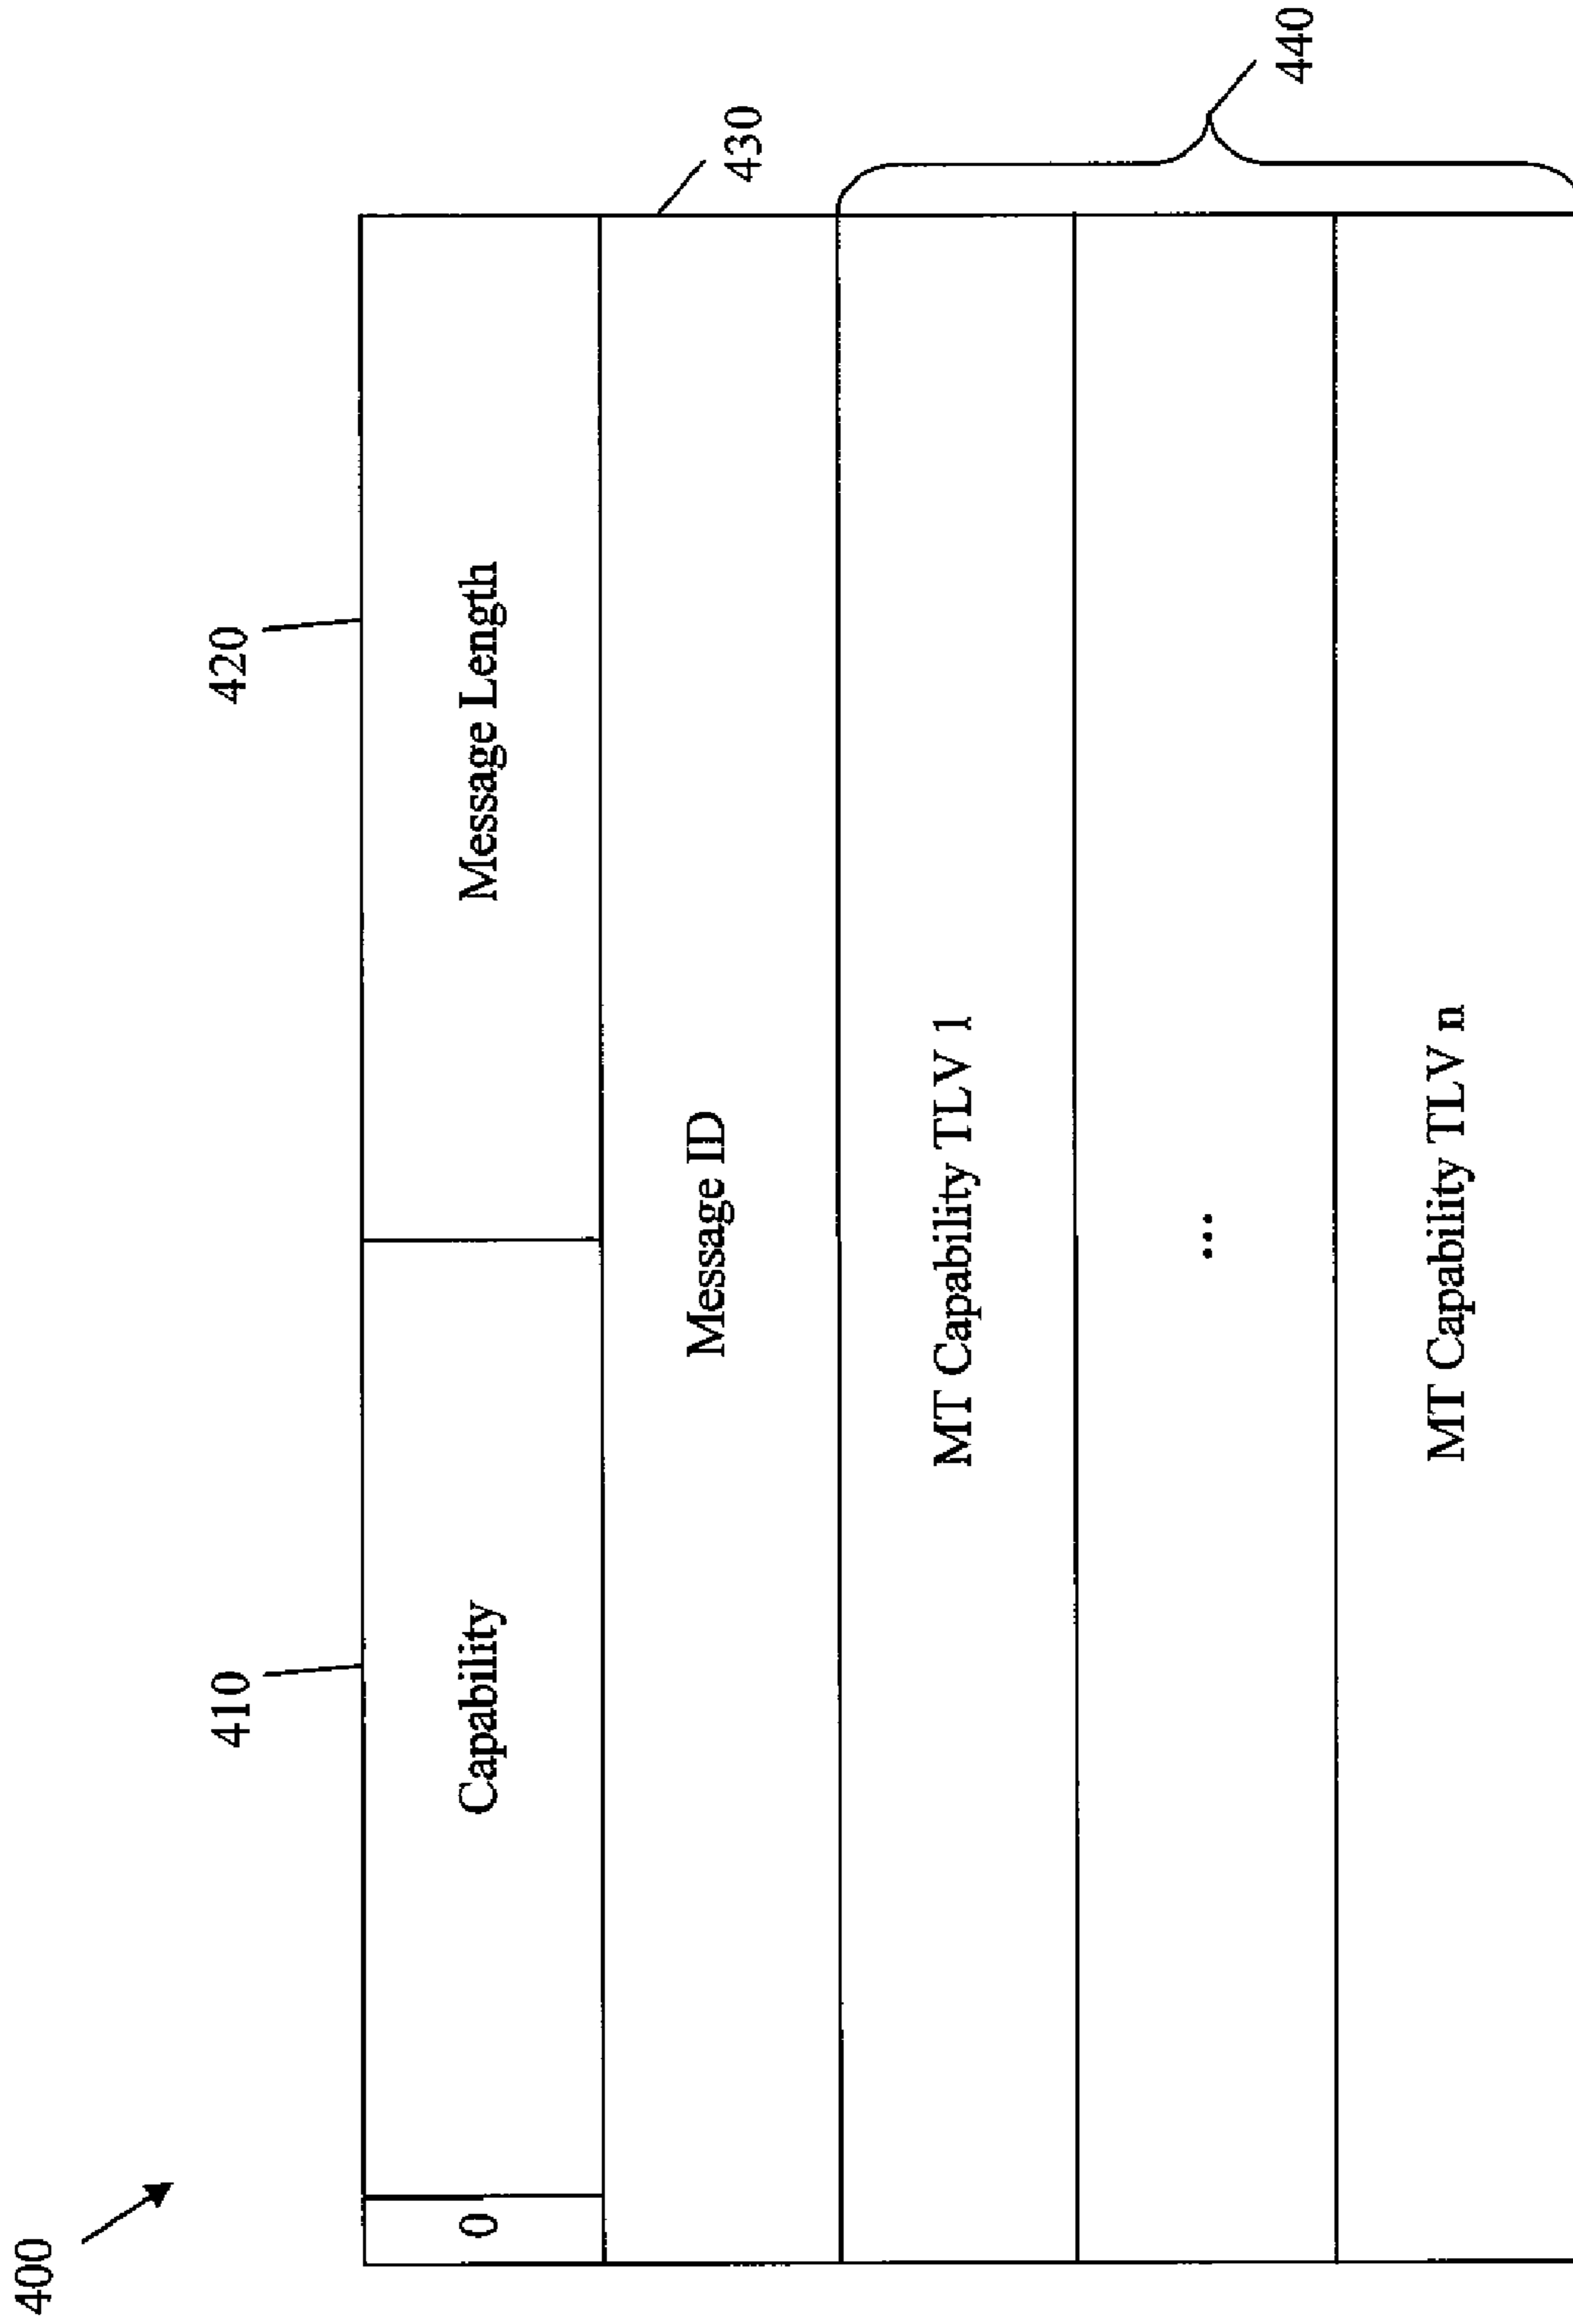 400
410
420
0
Capability
Message Length
430
Message ID
MT Capability TLV 1
...
440
MT Capability TLV n